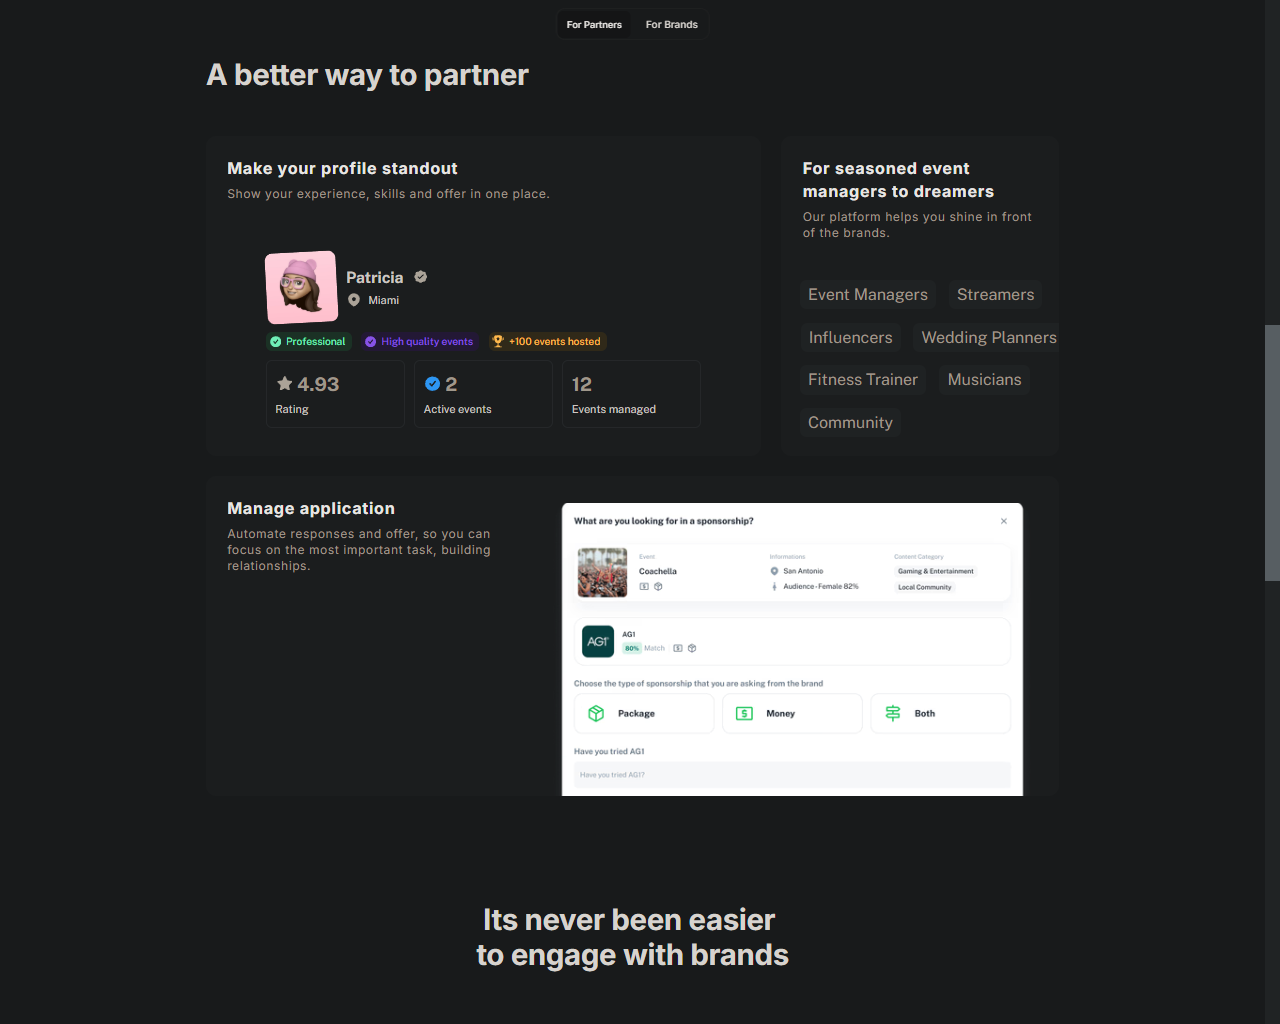 For Partners
For Brands
A better way to partner
Make your profile standout
Show your experience, skills and offer in one place.
Patricia
Miami
Professional
High quality events
+100 events hosted
4.93
Rating
2
Active events
12
Events managed
For seasoned event
managers to dreamers
Our platform helps you shine in front
of the brands.
Event Managers
Streamers
Influencers
Wedding Planners
Fitness Trainer
Musicians
Community
Manage application
Automate responses and offer, so you can
focus on the most important task, building
relationships.
What are you looking for in a sponsorship?
Event
Coachella
Informations
San Antonio
Audience - Female 82%
Content Category
Gaming & Entertainment
Local Community
AG1
AG1
80% Match
Choose the type of sponsorship that you are asking from the brand
Package
Money
Both
Have you tried AG1
Have you tried AG1?
Its never been easier
to engage with brands